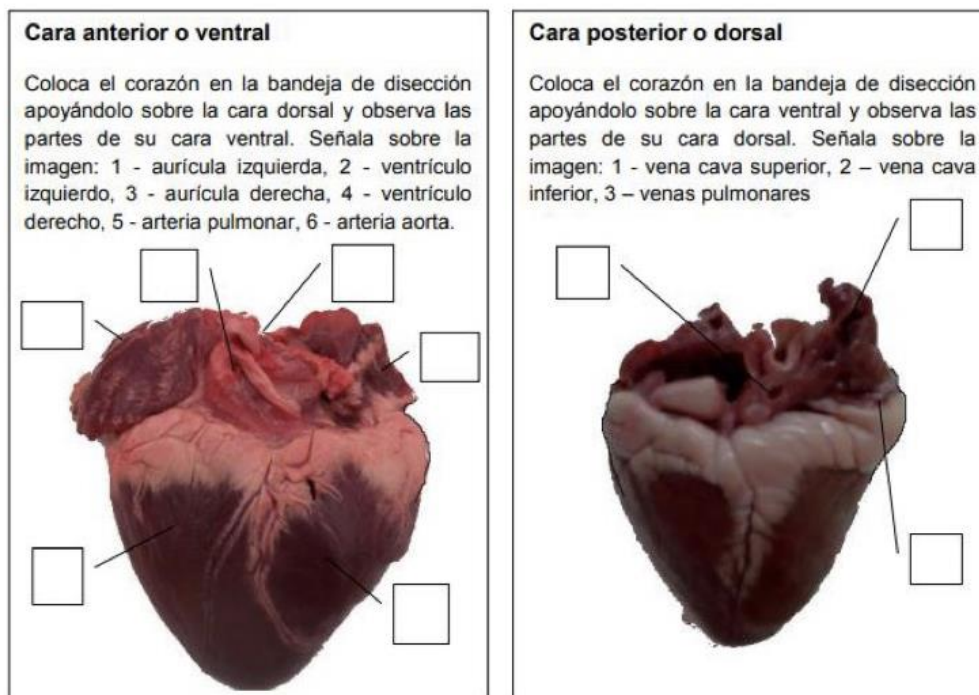 Cara anterior o ventral
Coloca el corazón en la bandeja de disección
apoyándolo sobre la cara dorsal y observa las
partes de su cara ventral. Señala sobre la
imagen: 1 - aurícula izquierda, 2 - ventrículo
izquierdo, 3 - aurícula derecha, 4 - ventrículo
derecho, 5 - arteria pulmonar, 6 - arteria aorta.
Cara posterior o dorsal
Coloca el corazón en la bandeja de disección
apoyándolo sobre la cara ventral y observa las
partes de su cara dorsal. Señala sobre la
imagen: 1 - vena cava superior, 2 – vena cava
inferior, 3 – venas pulmonares